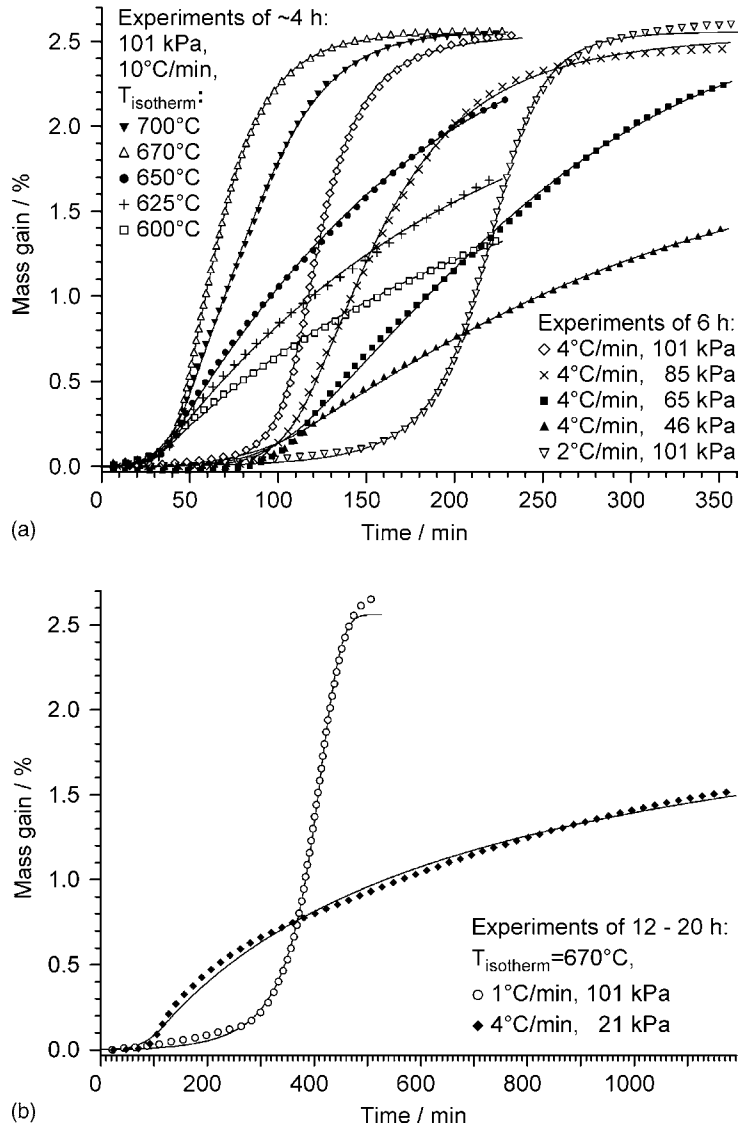 Experiments of ~4 h:
101 kPa,
10°C/min,
Tisotherm:
700°C
670°C
650°C
625°C
600°C
Experiments of 6 h:
4°C/min, 101 kPa
4°C/min, 85 kPa
4°C/min, 65 kPa
4°C/min, 46 kPa
2°C/min, 101 kPa
Mass gain / %
2.5
2.0
1.5
1.0
0.5
0.0
0 50 100 150 200 250 300 350
Time / min
(a)
Mass gain / %
2.5
2.0
1.5
1.0
0.5
0.0
Experiments of 12 - 20 h:
Tisotherm=670°C,
1°C/min, 101 kPa
4°C/min, 21 kPa
0 200 400 600 800 1000
Time / min
(b)